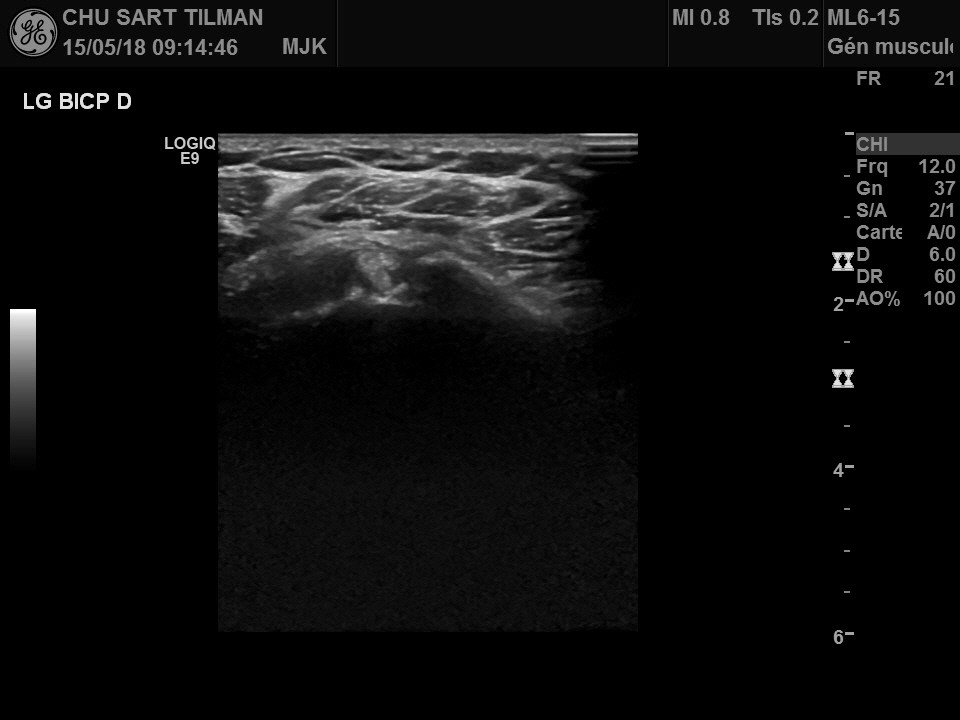 CHU SART TILMAN
15/05/18 09:14:46 MJK
MI 0.8 TIs 0.2
ML6-15
Gén muscul
FR 21
LG BICP D
LOGIQ
E9
CHI
Frq 12.0
Gn 37
S/A 2/1
Carte A/0
D 6.0
DR 60
AO% 100
2
4
6